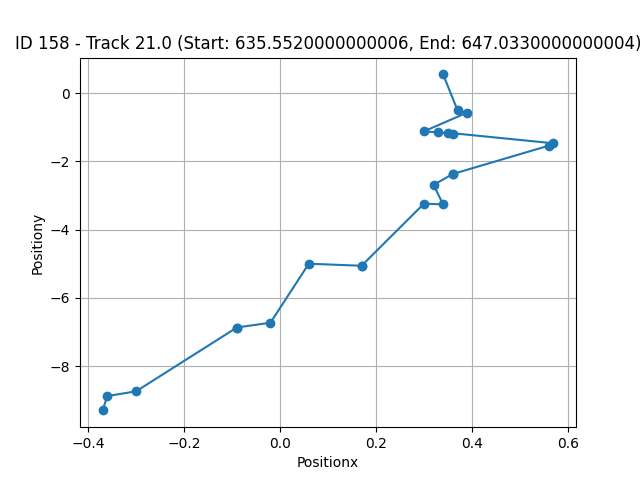 ID 158 - Track 21.0 (Start: 635.5520000000006, End: 647.0330000000004)
0
−2
−4
−6
−8
Positiony
−0.4 −0.2 0.0 0.2 0.4 0.6
Positionx